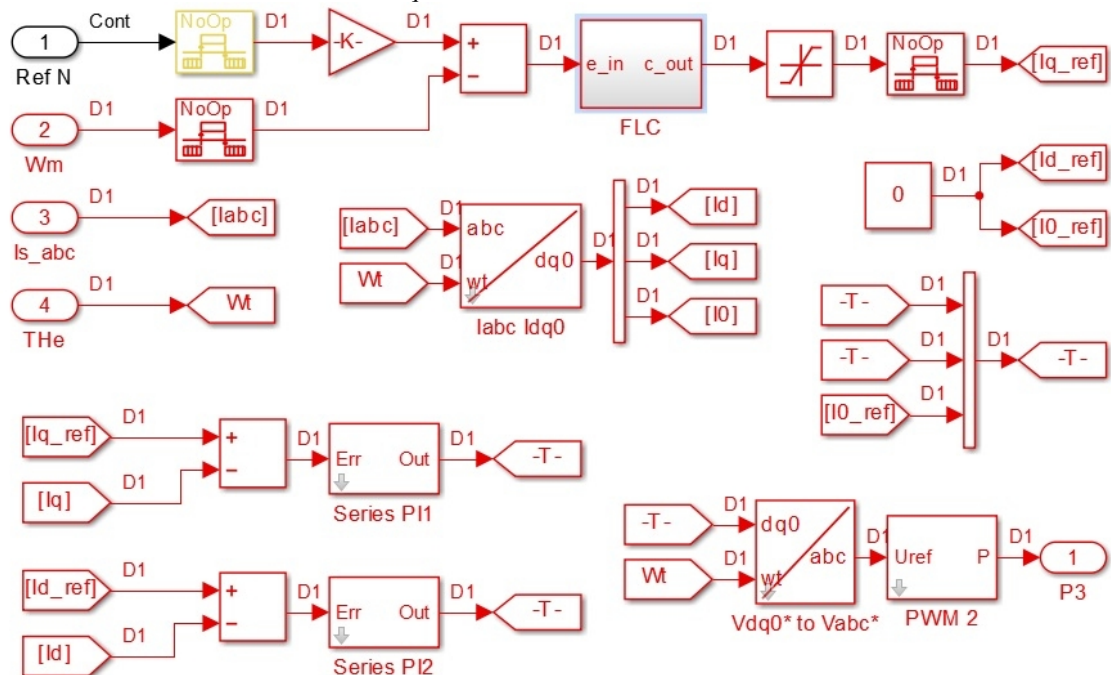 Cont
D1
D1
D1
D1
D1
D1
NoOp
-K-
+
−
e_in c_out
NoOp
[Iq_ref]
1
Ref N
FLC
D1
D1
NoOp
2
Wm
D1
[Id_ref]
0
[I0_ref]
D1
3
Is_abc
[Iabc]
D1
4
THe
Wt
[Iabc]
D1
abc
Wt
D1
wt
dq0
D1
Iabc Idq0
D1
[Id]
D1
[Iq]
D1
[I0]
-T-
D1
-T-
D1
[I0_ref]
D1
D1
-T-
[Iq_ref]
D1
+
[Iq]
D1
−
D1
Err Out
D1
-T-
Series PI1
[Id_ref]
D1
+
[Id]
D1
−
D1
Err Out
D1
-T-
Series PI2
-T-
D1
dq0
Wt
D1
wt
abc
D1
Uref P
D1
1
P3
Vdq0* to Vabc*
PWM 2